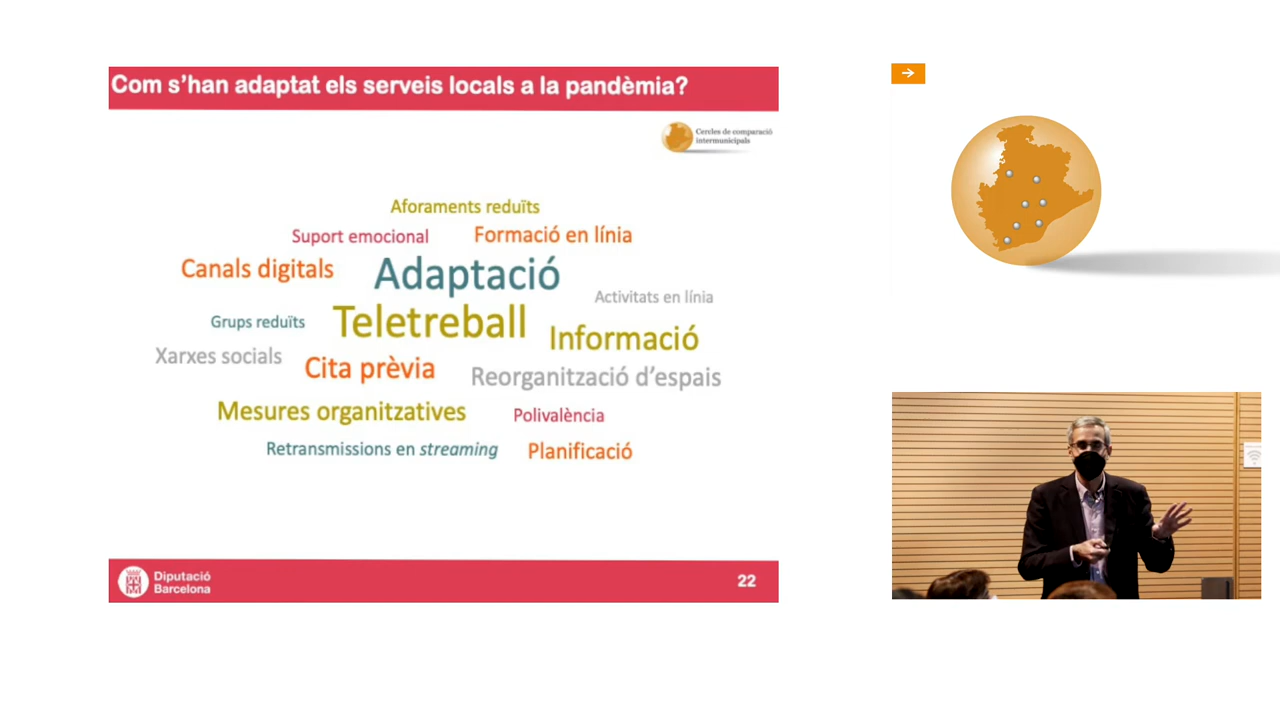 Com s'han adaptat els serveis locals a la pandèmia?
Cercles de comparació
intermunicipals
Aforaments reduïts
Suport emocional
Formació en línia
Canals digitals
Adaptació
Activitats en línia
Grups reduïts
Teletreball
Informació
Xarxes socials
Cita prèvia
Reorganització d'espais
Mesures organitzatives
Polivalència
Retransmissions en streaming
Planificació
Diputació
Barcelona
22